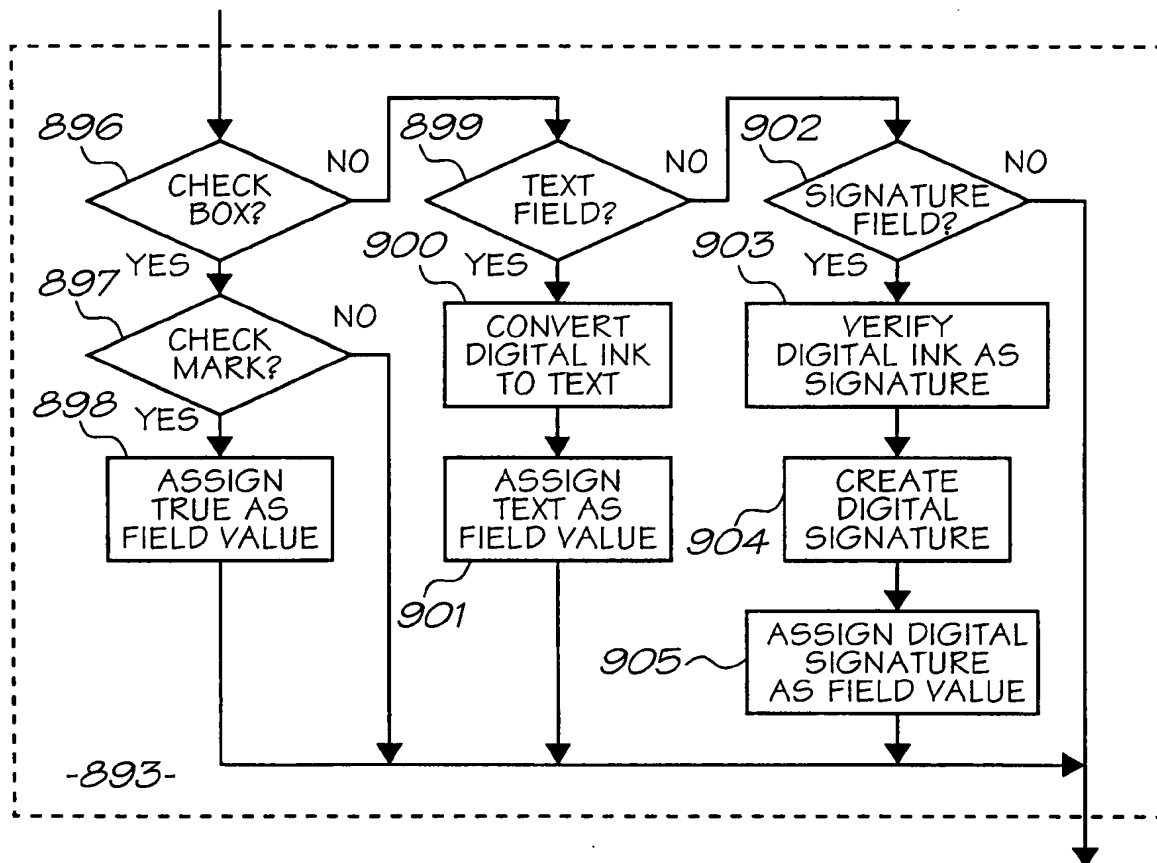 896
CHECK
BOX?
NO
YES
897
CHECK
MARK?
NO
YES
898
ASSIGN
TRUE AS
FIELD VALUE
899
TEXT
FIELD?
NO
YES
900
CONVERT
DIGITAL INK
TO TEXT
ASSIGN
TEXT AS
FIELD VALUE
901
902
SIGNATURE
FIELD?
NO
YES
903
VERIFY
DIGITAL INK AS
SIGNATURE
CREATE
DIGITAL
SIGNATURE
904
ASSIGN DIGITAL
SIGNATURE
AS FIELD VALUE
905
-893-